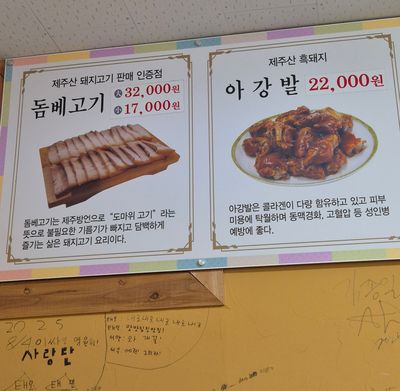 제주산 돼지고기 판매 인증점
돔베고기
大 32,000원
小 17,000원
돔베고기는 제주방언으로 "도마위 고기" 라는
뜻으로 불필요한 기름기가 빠지고 담백하게
즐기는 삶은 돼지고기 요리이다.
제주산 흑돼지
아강발 22,000원
아강발은 콜라겐이 다량 함유하고 있고 피부
미용에 탁월하며 동맥경화, 고혈압 등 성인병
예방에 좋다.
2025
사랑단